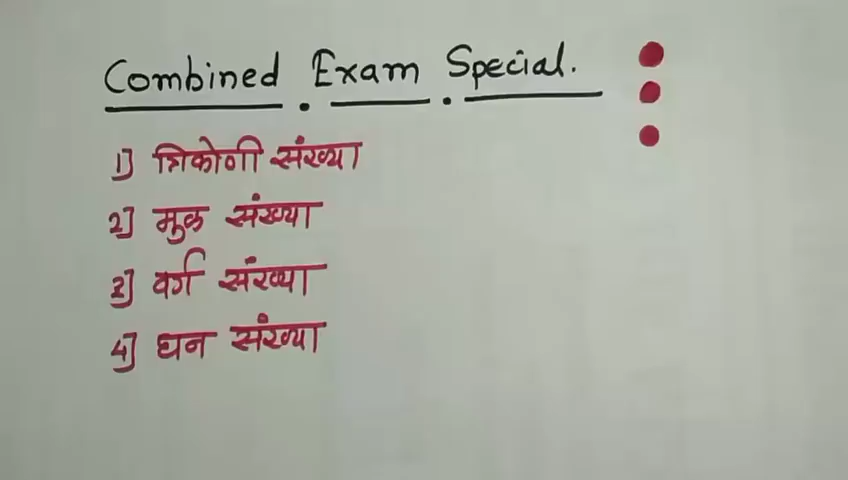 Combined Exam Special.
1] त्रिकोणी संख्या
2] मुळ संख्या
3] वर्ग संख्या
4] घन संख्या